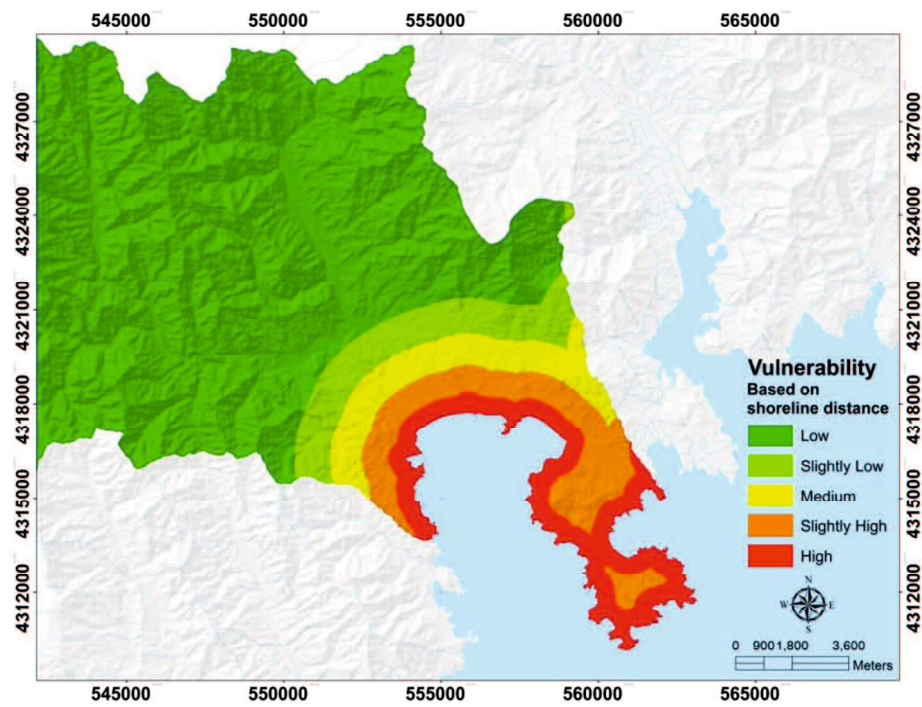 545000 550000 555000 560000 565000
4327000 4327000
4324000 4324000
4321000 4321000
4318000 4318000
4315000 4315000
4312000 4312000
Vulnerability
Based on
shoreline distance
Low
Slightly Low
Medium
Slightly High
High
N
W E
S
0 900 1,800 3,600
Meters
545000 550000 555000 560000 565000